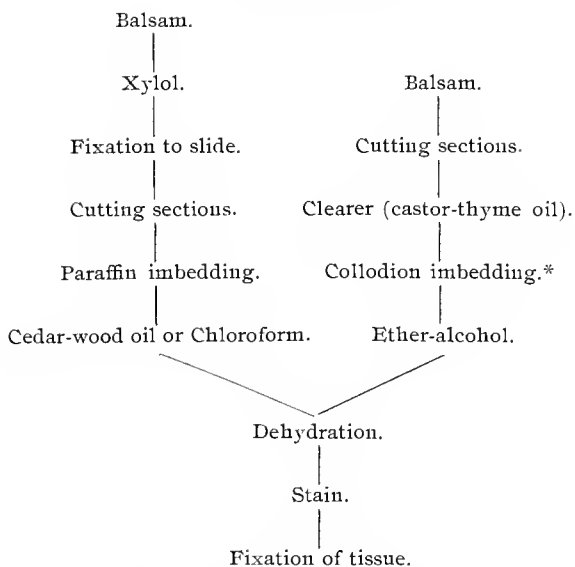 Balsam.
Xylol. Balsam.
Fixation to slide. Cutting sections.
Cutting sections. Clearer (castor-thyme oil).
Paraffin imbedding. Collodion imbedding.*
Cedar-wood oil or Chloroform. Ether-alcohol.
Dehydration.
Stain.
Fixation of tissue.